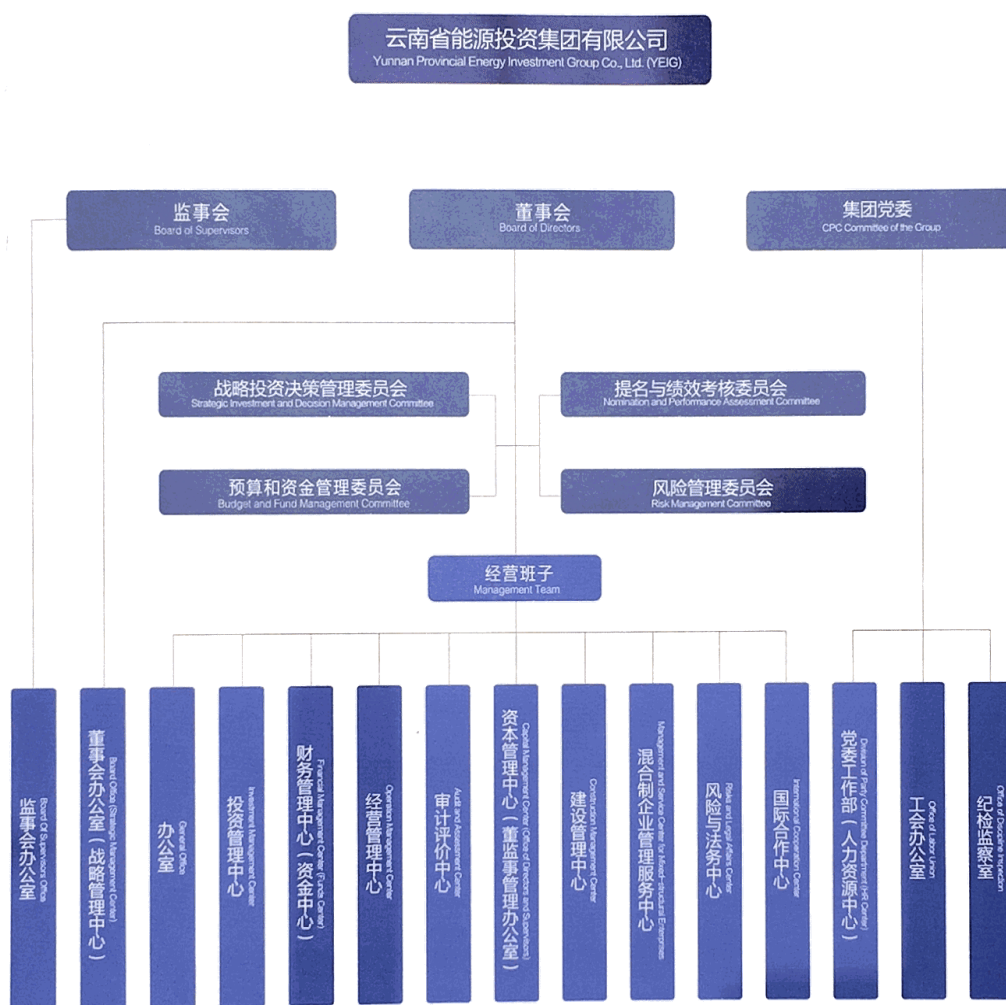 云南省能源投资集团有限公司
Yunnan Provincial Energy Investment Group Co., Ltd. (YEIG)
监事会
Board of Supervisors
董事会
Board of Directors
集团党委
CPC Committee of the Group
战略投资决策管理委员会
Strategic Investment and Decision Management Committee
提名与绩效考核委员会
Nomination and Performance Assessment Committee
预算和资金管理委员会
Budget and Fund Management Committee
风险管理委员会
Risk Management Committee
经营班子
Management Team
监事会办公室
Board Of Supervisors Office
董事会办公室(战略管理中心)
Board Office (Strategic Management Center)
办公室
General Office
投资管理中心
Investment Management Center
财务管理中心(资金中心)
Financial Management Center (Funds Center)
经营管理中心
Operation Management Center
审计评价中心
Audit and Assessment Center
资本管理中心(董监事管理办公室)
Capital Management Center (Office of Directors and Supervisors)
建设管理中心
Construction Management Center
混合制企业管理服务中心
Management and Service Center for Mixed-structural Enterprises
风险与法务中心
Risks and Legal Affairs Center
国际合作中心
International Cooperation Center
党委工作部(人力资源中心)
Division of Party Committee Department (HR Center)
工会办公室
Office of Labor Union
纪检监察室
Office of Discipline Inspection